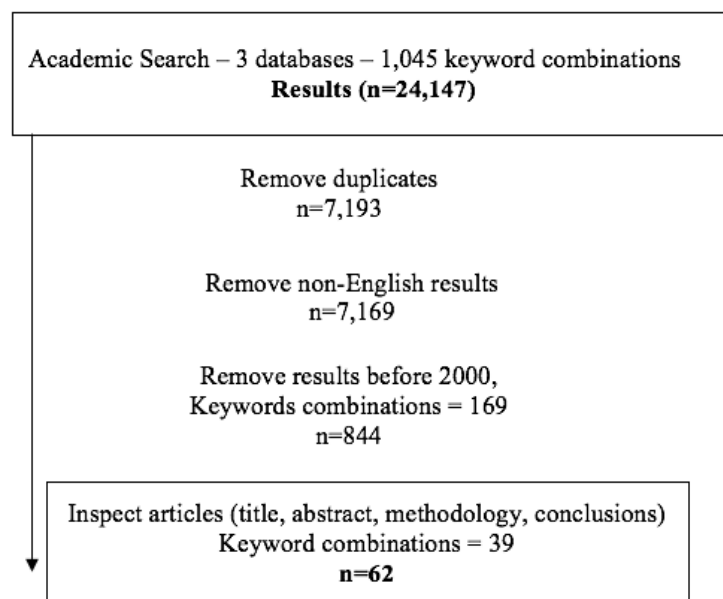 Academic Search – 3 databases – 1,045 keyword combinations
Results (n=24,147)
Remove duplicates
n=7,193
Remove non-English results
n=7,169
Remove results before 2000,
Keywords combinations = 169
n=844
Inspect articles (title, abstract, methodology, conclusions)
Keyword combinations = 39
n=62